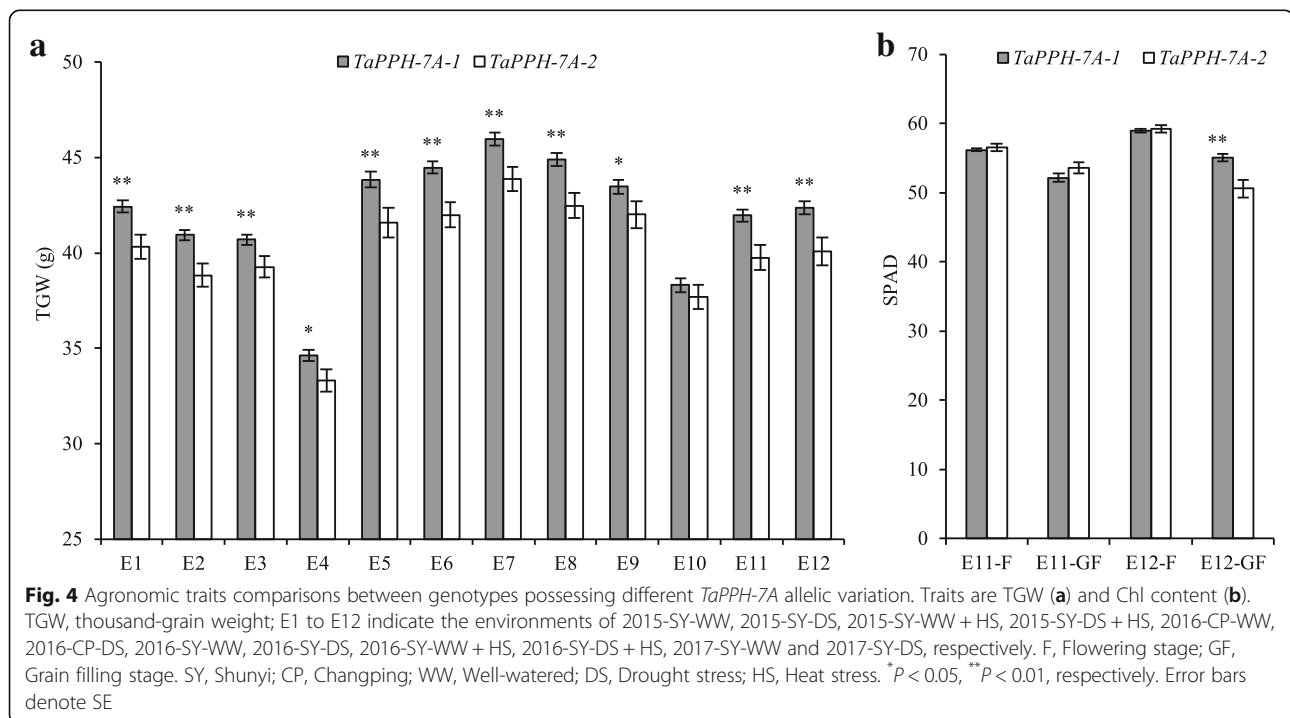 a
TaPPH-7A-1 TaPPH-7A-2
50
45
40
35
30
25
TGW (g)
** ** ** * ** ** ** ** * ** **
E1 E2 E3 E4 E5 E6 E7 E8 E9 E10 E11 E12
b
TaPPH-7A-1 TaPPH-7A-2
70
60
50
40
30
20
10
0
SPAD
**
E11-F E11-GF E12-F E12-GF
Fig. 4 Agronomic traits comparisons between genotypes possessing different TaPPH-7A allelic variation. Traits are TGW (a) and Chl content (b).
TGW, thousand-grain weight; E1 to E12 indicate the environments of 2015-SY-WW, 2015-SY-DS, 2015-SY-WW + HS, 2015-SY-DS + HS, 2016-CP-WW,
2016-CP-DS, 2016-SY-WW, 2016-SY-DS, 2016-SY-WW + HS, 2016-SY-DS + HS, 2017-SY-WW and 2017-SY-DS, respectively. F, Flowering stage; GF,
Grain filling stage. SY, Shunyi; CP, Changping; WW, Well-watered; DS, Drought stress; HS, Heat stress. *P < 0.05, **P < 0.01, respectively. Error bars
denote SE